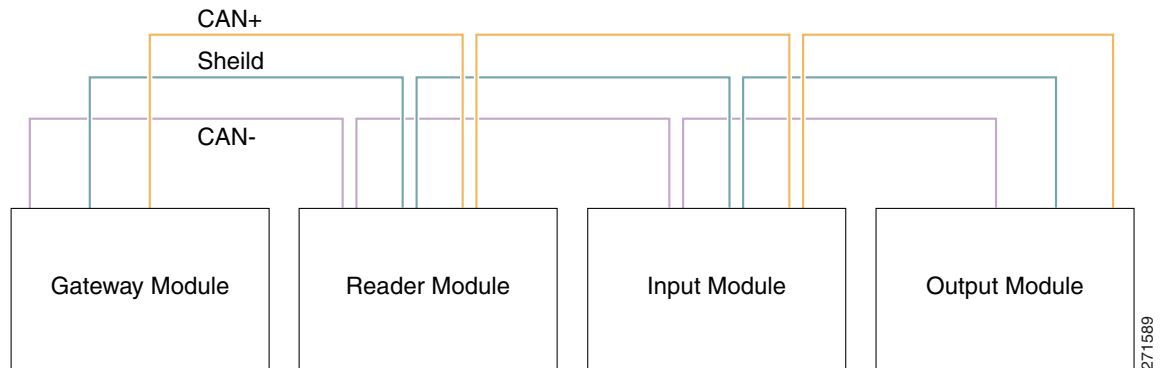 CAN+
Sheild
CAN-
Gateway Module
Reader Module
Input Module
Output Module
271589